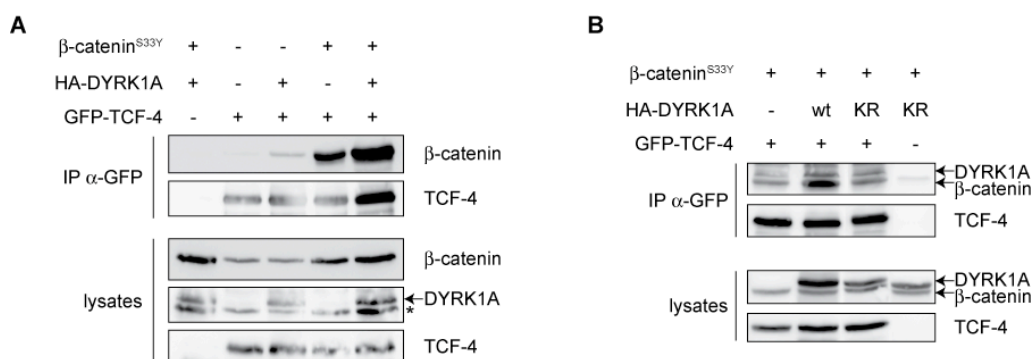 A
β-catenin^S33Y + - - + +
HA-DYRK1A + - + - +
GFP-TCF-4 - + + + +
IP α-GFP
β-catenin
TCF-4
lysates
β-catenin
DYRK1A
*
TCF-4
B
β-catenin^S33Y + + + +
HA-DYRK1A - wt KR KR
GFP-TCF-4 + + + -
IP α-GFP
DYRK1A
β-catenin
TCF-4
lysates
DYRK1A
β-catenin
TCF-4